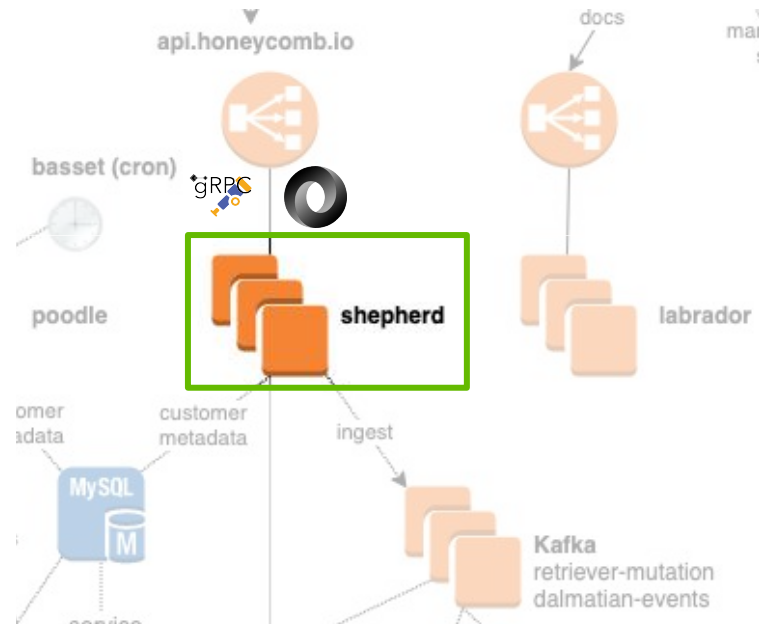 docs
api.honeycomb.io
basset (cron)
gRPC
shepherd
poodle
labrador
customer
metadata
ingest
MySQL
M
Kafka
retriever-mutation
dalmatian-events